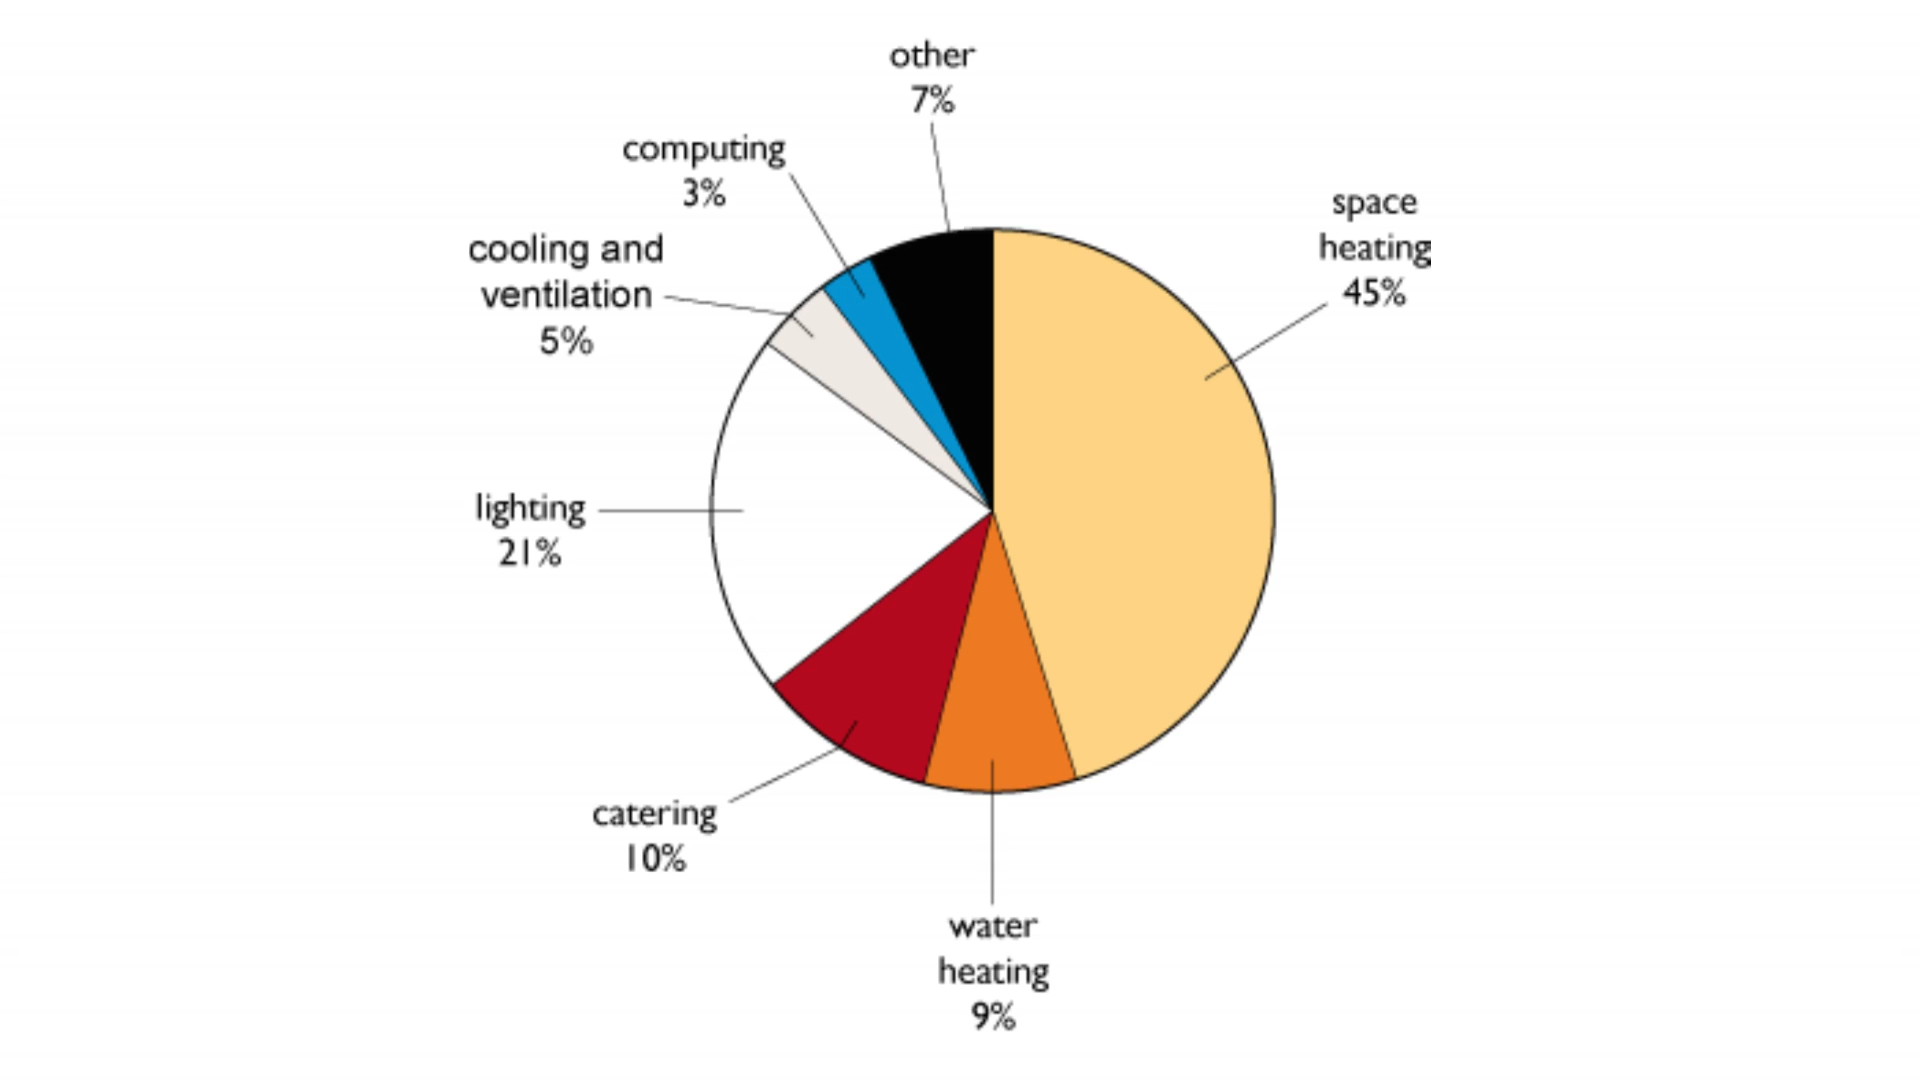 other
7%
computing
3%
space
heating
45%
cooling and
ventilation
5%
lighting
21%
catering
10%
water
heating
9%